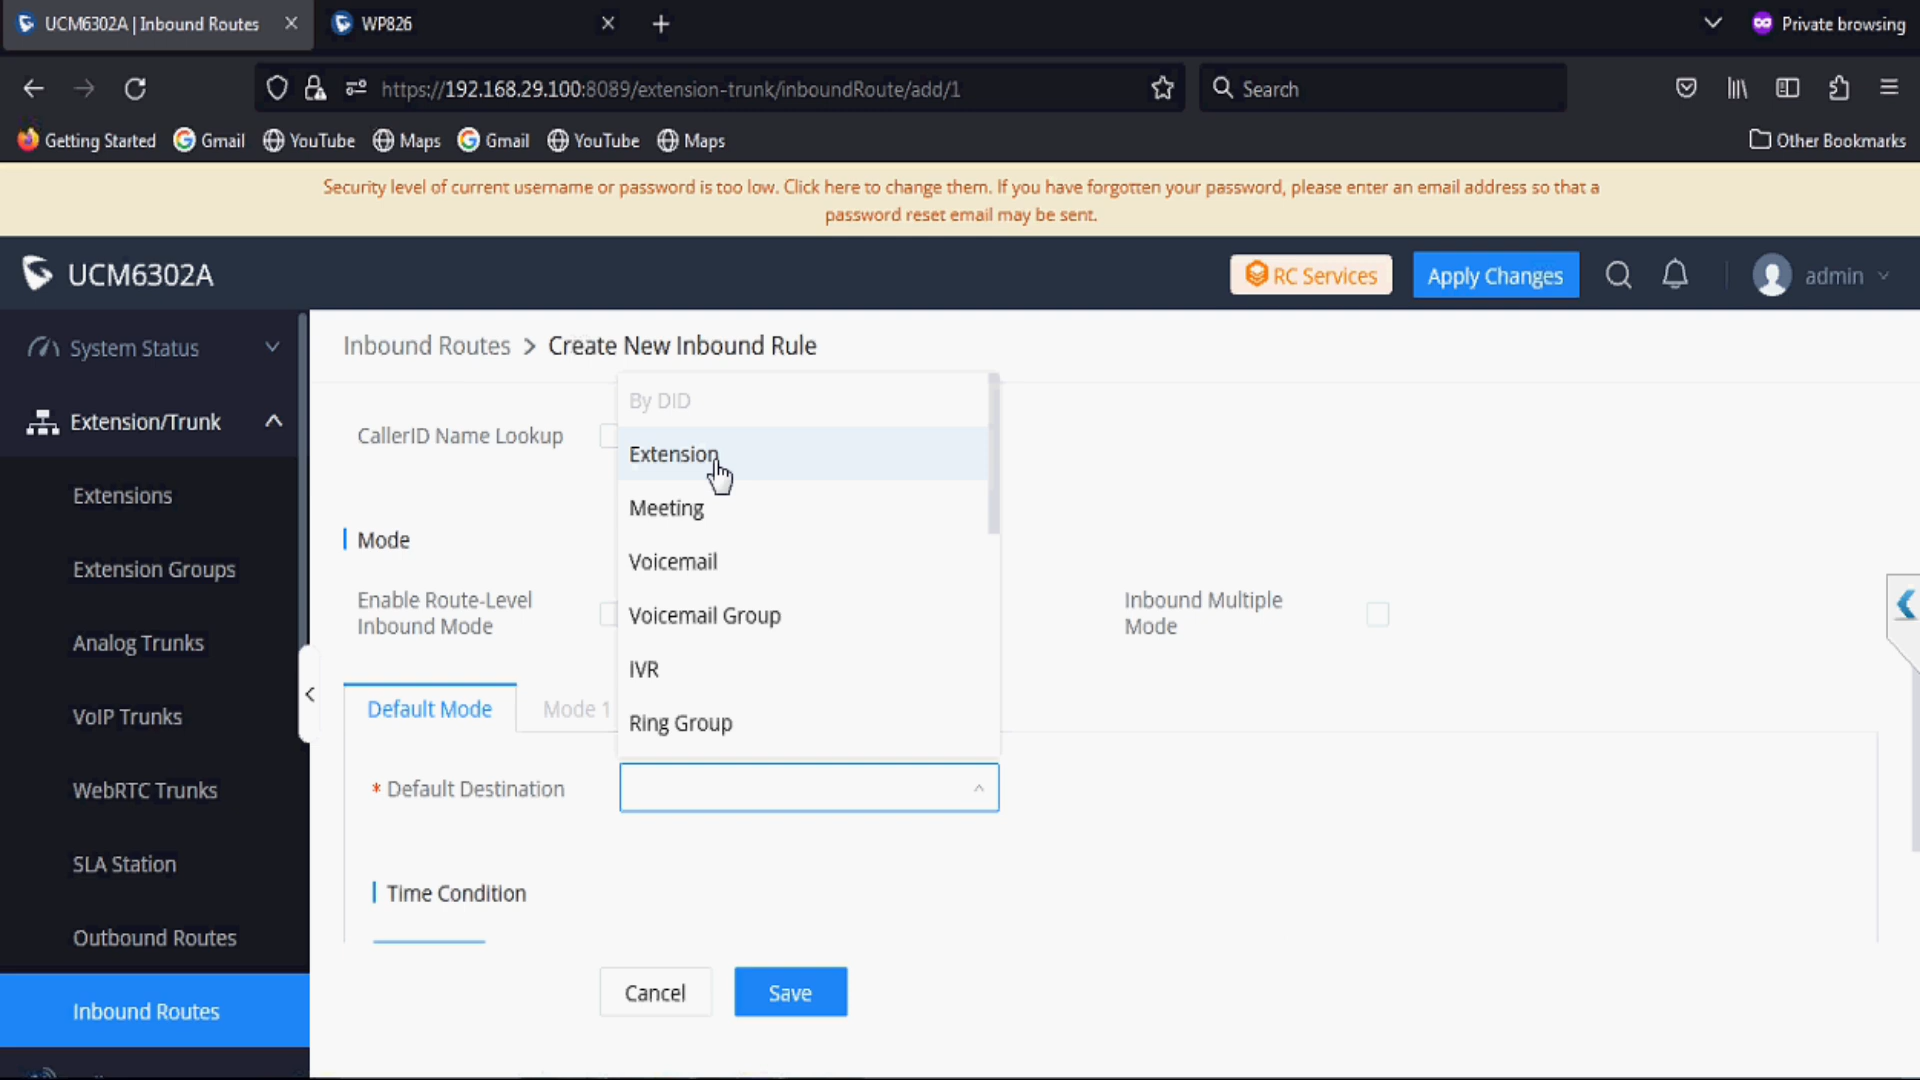 UCM6302A | Inbound Routes
WP826
Private browsing
https://192.168.29.100:8089/extension-trunk/inboundRoute/add/1
Search
Getting Started
Gmail
YouTube
Maps
Gmail
YouTube
Maps
Other Bookmarks
Security level of current username or password is too low. Click here to change them. If you have forgotten your password, please enter an email address so that a
password reset email may be sent.
UCM6302A
RC Services
Apply Changes
admin
System Status
Extension/Trunk
Extensions
Extension Groups
Analog Trunks
VoIP Trunks
WebRTC Trunks
SLA Station
Outbound Routes
Inbound Routes
Inbound Routes > Create New Inbound Rule
CallerID Name Lookup
By DID
Extension
Meeting
Voicemail
Voicemail Group
IVR
Ring Group
Mode
Enable Route-Level
Inbound Mode
Inbound Multiple
Mode
Default Mode
Mode 1
* Default Destination
Time Condition
Cancel
Save